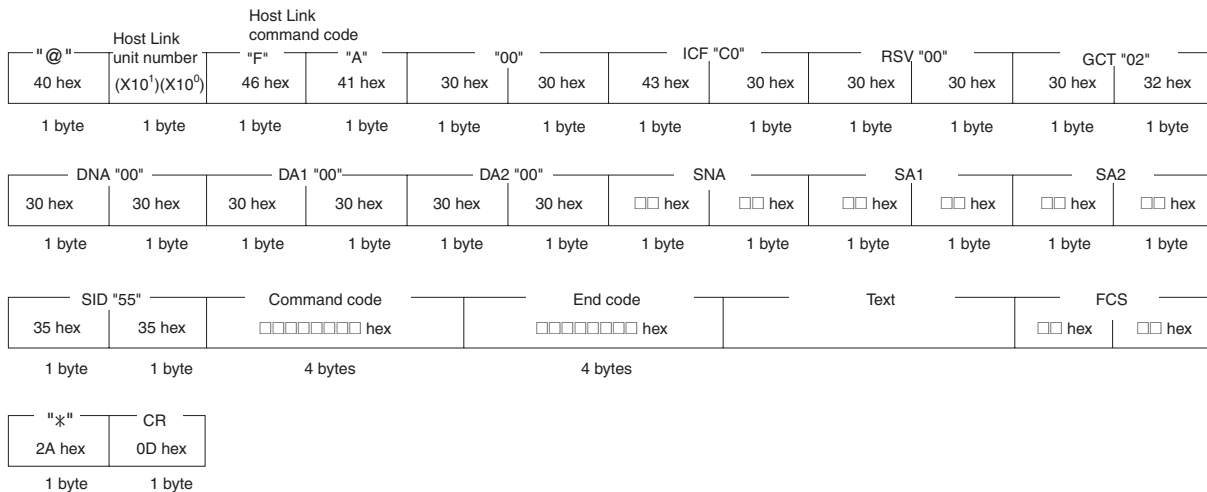 Host Link
command code
"@" Host Link
unit number "F" "A" "00" ICF "C0" RSV "00" GCT "02"
40 hex (X10¹)(X10⁰) 46 hex 41 hex 30 hex 30 hex 43 hex 30 hex 30 hex 30 hex 30 hex 32 hex
1 byte 1 byte 1 byte 1 byte 1 byte 1 byte 1 byte 1 byte 1 byte 1 byte 1 byte 1 byte
DNA "00" DA1 "00" DA2 "00" SNA SA1 SA2
30 hex 30 hex 30 hex 30 hex 30 hex 30 hex □□ hex □□ hex □□ hex □□ hex □□ hex □□ hex
1 byte 1 byte 1 byte 1 byte 1 byte 1 byte 1 byte 1 byte 1 byte 1 byte 1 byte 1 byte
SID "55" Command code End code Text FCS
35 hex 35 hex □□□□□□□□ hex □□□□□□□□ hex □□ hex □□ hex
1 byte 1 byte 4 bytes 4 bytes
"*" CR
2A hex 0D hex
1 byte 1 byte